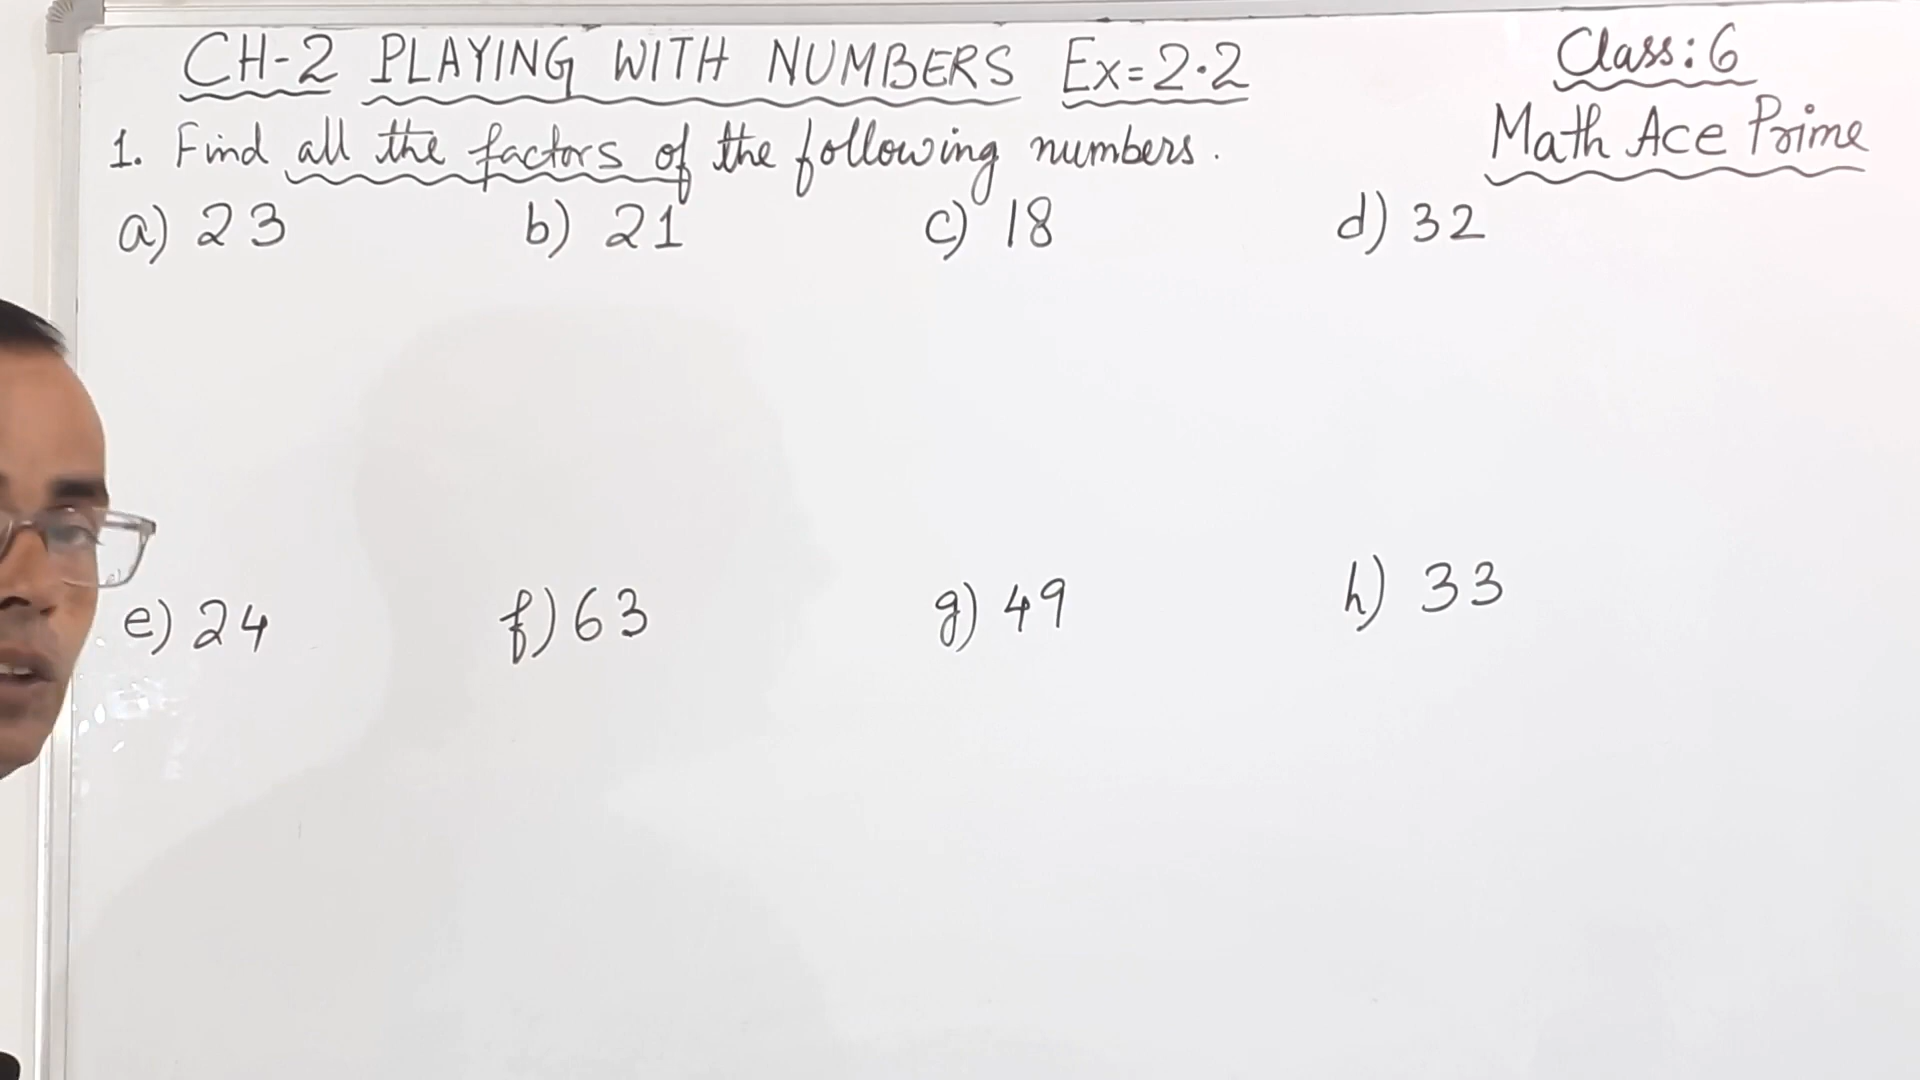 CH-2 PLAYING WITH NUMBERS Ex=2.2
Class: 6
Math Ace Prime
1. Find all the factors of the following numbers.
a) 23 b) 21 c) 18 d) 32
e) 24 f) 63 g) 49 h) 33